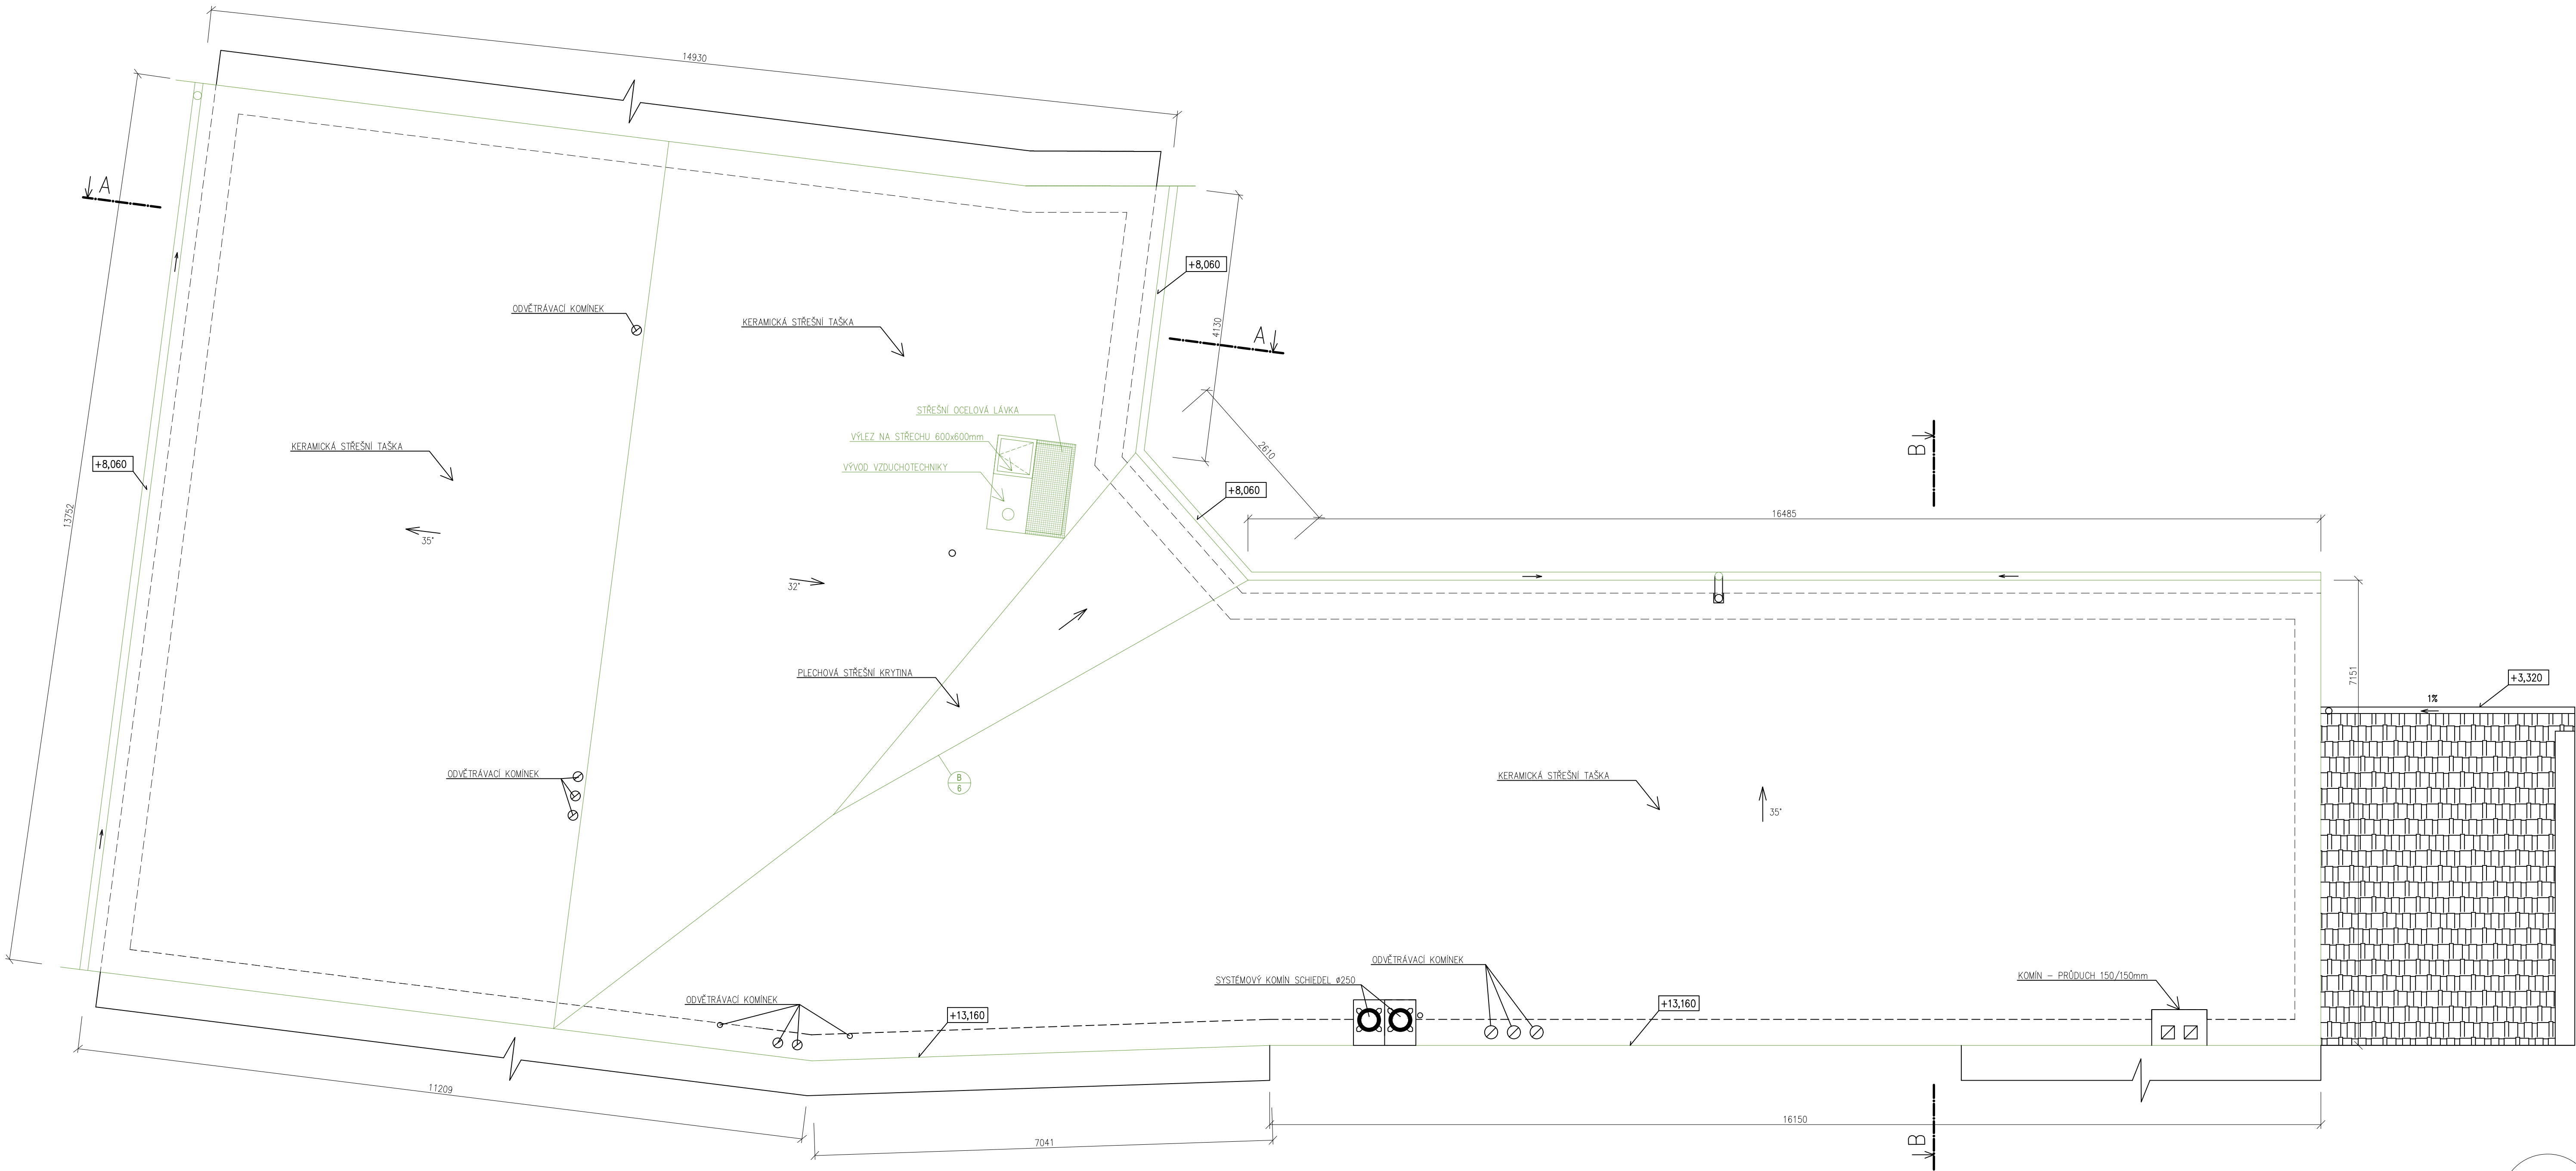 14930
A
+8,060
ODVĚTRÁVACÍ KOMÍNEK
KERAMICKÁ STŘEŠNÍ TAŠKA
4130
A
STŘEŠNÍ OCELOVÁ LÁVKA
VÝLEZ NA STŘECHU 600x600mm
VÝVOD VZDUCHOTECHNIKY
KERAMICKÁ STŘEŠNÍ TAŠKA
+8,060
2610
+8,060
B
13752
16485
35°
32°
PLECHOVÁ STŘEŠNÍ KRYTINA
7151
+3,320
1%
ODVĚTRÁVACÍ KOMÍNEK
B
6
KERAMICKÁ STŘEŠNÍ TAŠKA
35°
ODVĚTRÁVACÍ KOMÍNEK
SYSTÉMOVÝ KOMÍN SCHIEDEL ø250
KOMÍN – PRŮDUCH 150/150mm
ODVĚTRÁVACÍ KOMÍNEK
+13,160
+13,160
11209
7041
16150
B